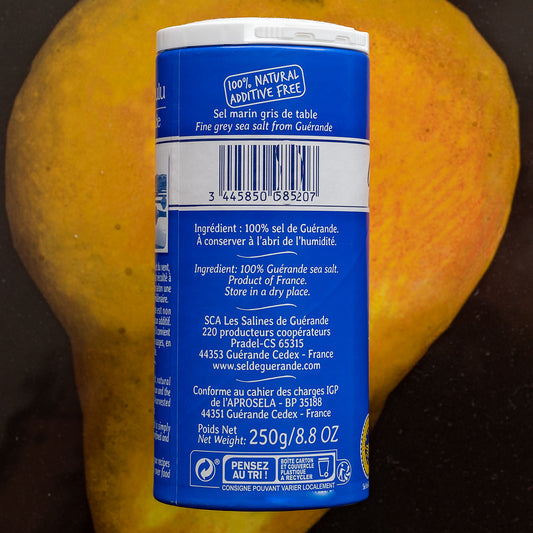 100% NATURAL
ADDITIVE FREE
Sel marin gris de table
Fine grey sea salt from Guérande
3 445850 585207
Ingrédient : 100% sel de Guérande.
À conserver à l'abri de l'humidité.
Ingredient: 100% Guérande sea salt.
Product of France.
Store in a dry place.
SCA Les Salines de Guérande
220 producteurs coopérateurs
Pradel-CS 65315
44353 Guérande Cedex - France
www.seldeguerande.com
Conforme au cahier des charges IGP
de l'APROSELA - BP 35188
44351 Guérande Cedex - France
Poids Net
Net Weight: 250g/8.8 OZ
PENSEZ
AU TRI !
BOÎTE CARTON
ET COUVERCLE
PLASTIQUE
À RECYCLER
CONSIGNE POUVANT VARIER LOCALEMENT